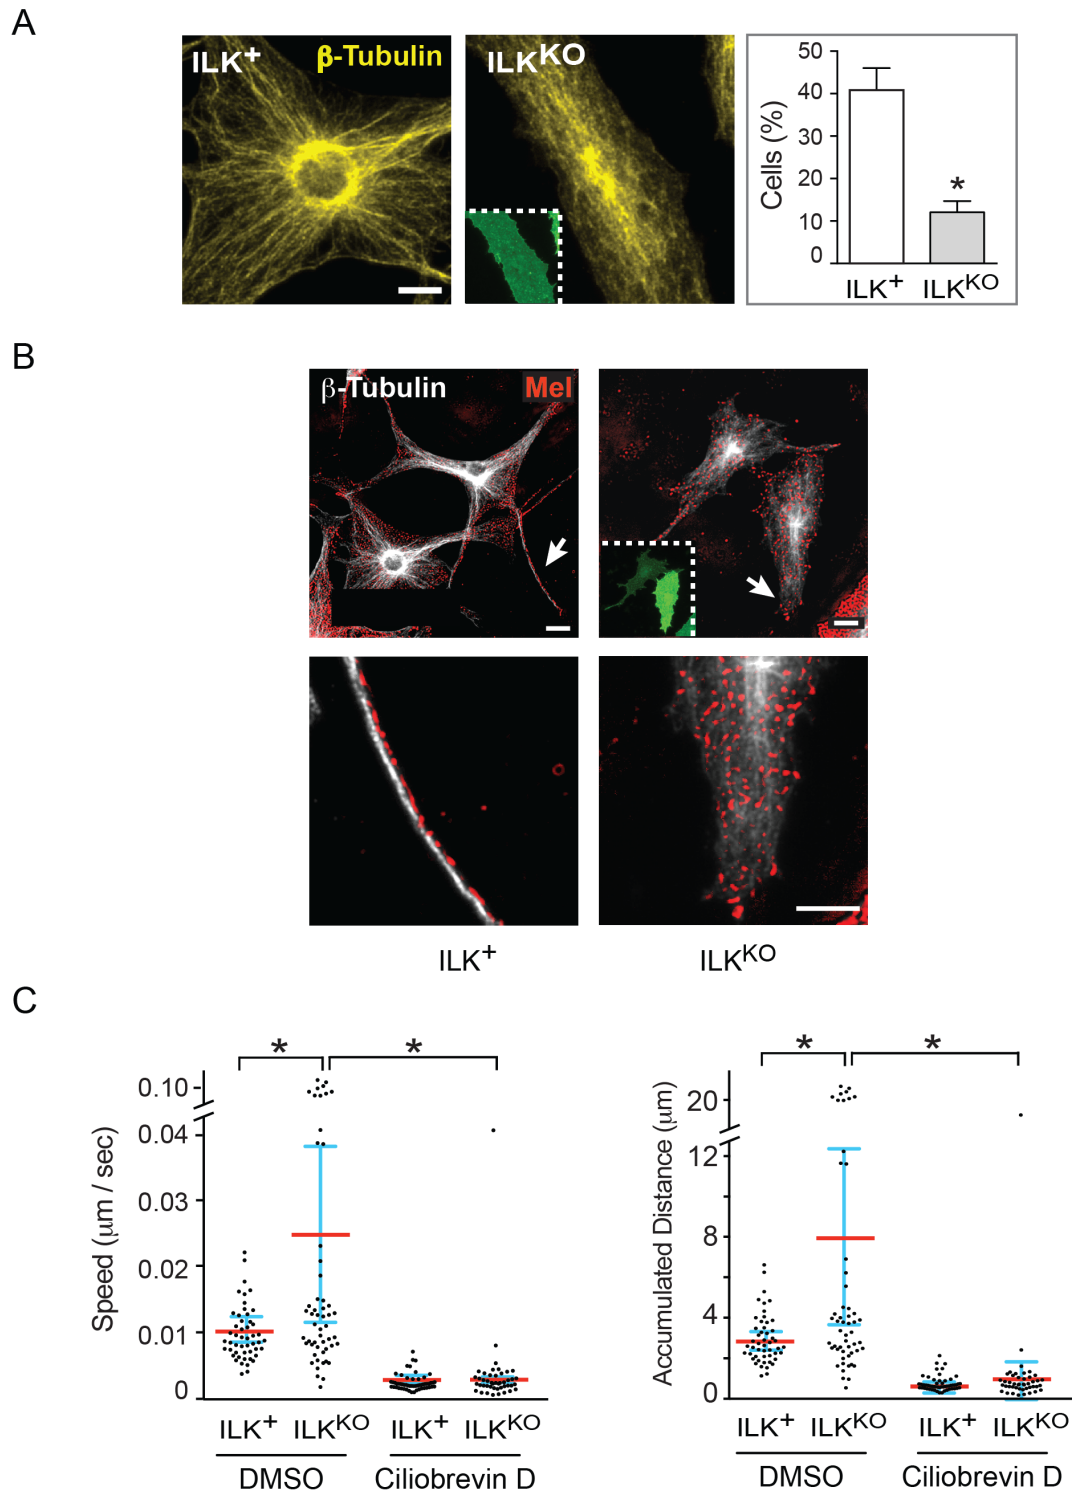 A
ILK+
β-Tubulin
ILKKO
Cells (%)
50
40
30
20
10
0
*
ILK+ ILKKO
B
β-Tubulin
Mel
ILK+
ILKKO
C
* *
Speed (μm / sec)
0.10
0.04
0.03
0.02
0.01
0
ILK+ ILKKO ILK+ ILKKO
DMSO Ciliobrevin D
* *
Accumulated Distance (μm)
20
12
8
4
0
ILK+ ILKKO ILK+ ILKKO
DMSO Ciliobrevin D